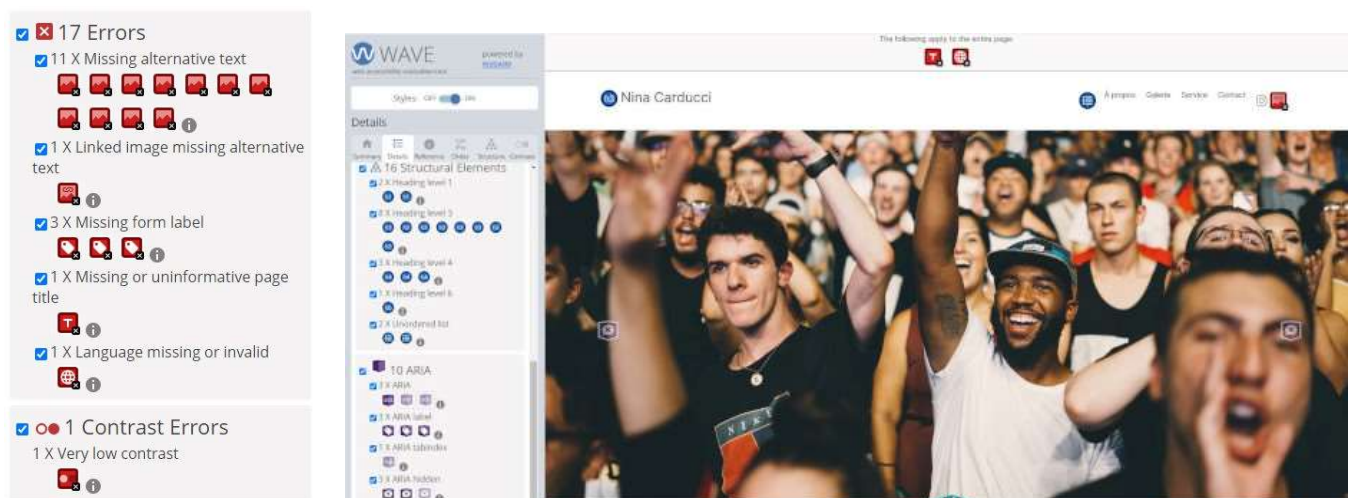 17 Errors
11 X Missing alternative text
1 X Linked image missing alternative
text
3 X Missing form label
1 X Missing or uninformative page
title
1 X Language missing or invalid
1 Contrast Errors
1 X Very low contrast
WAVE
powered by
web accessibility evaluation tool
Styles: OFF ON
Details
Summary Details Reference Order Structure Contrast
16 Structural Elements
2 X Heading level 1
8 X Heading level 3
3 X Heading level 4
1 X Heading level 6
2 X Unordered list
10 ARIA
3 X ARIA
3 X ARIA label
1 X ARIA tabindex
3 X ARIA hidden
The following apply to the entire page:
Nina Carducci
À propos Galerie Service Contact